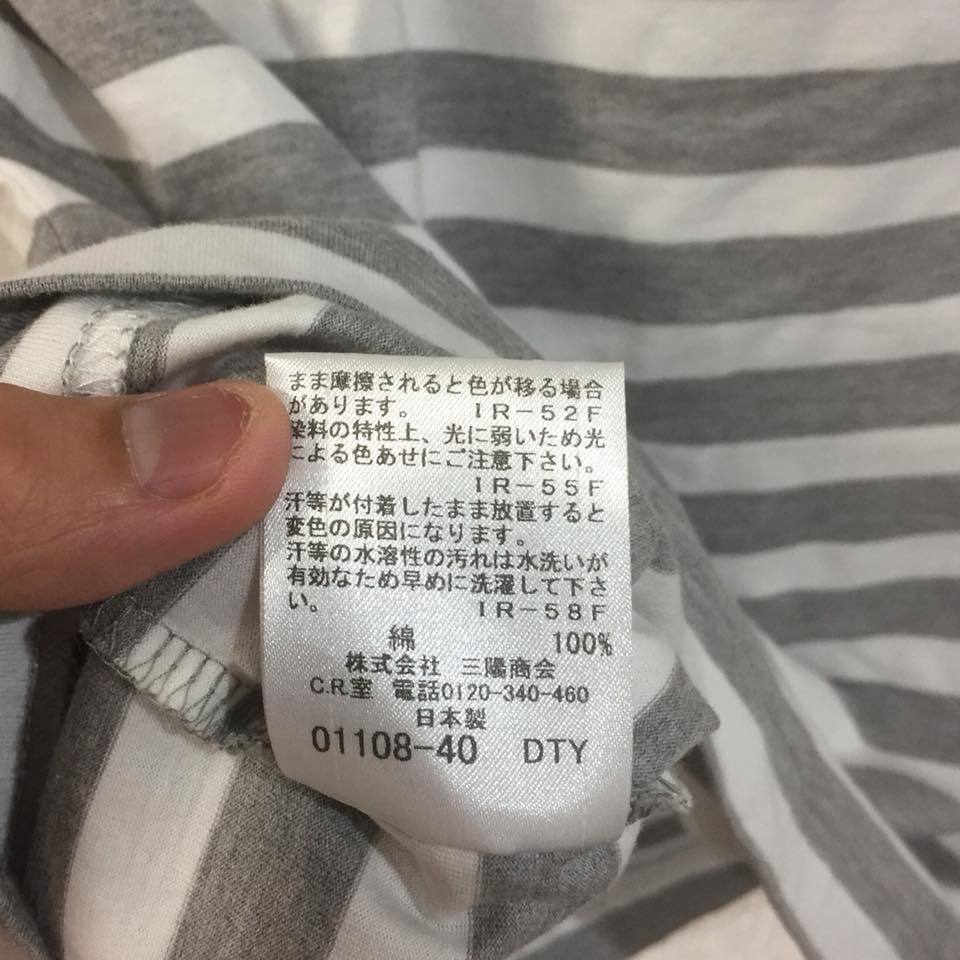 まま摩擦されると色が移る場合
があります。 IR-52F
染料の特性上、光に弱いため光
による色あせにご注意下さい。
IR-55F
汗等が付着したまま放置すると
変色の原因になります。
汗等の水溶性の汚れは水洗いが
有効なため早めに洗濯して下さ
い。 IR-58F
綿 100%
株式会社 三陽商会
C.R.室 電話0120-340-460
日本製
01108-40 DTY